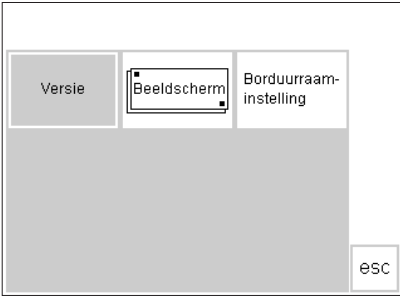 Versie
Beeldscherm
Borduurraam-
instelling
esc